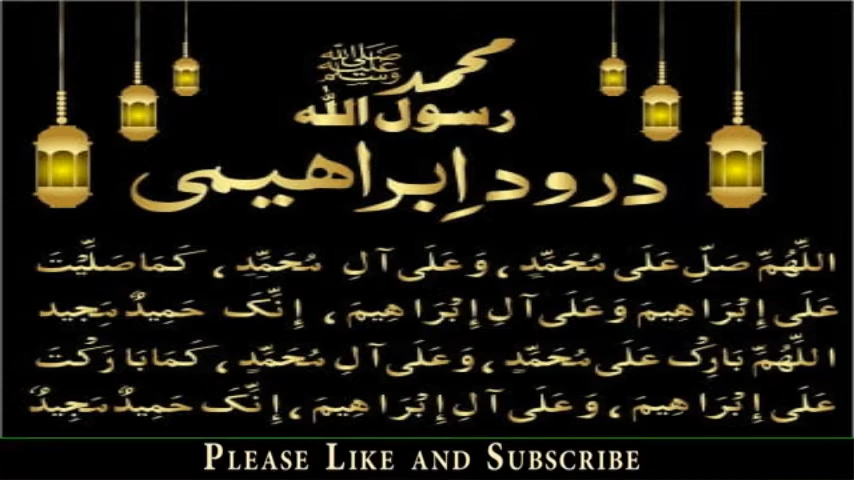 محمد ﷺ
رسول الله
درودِ اِبراهیمی
اللّٰهُمَّ صَلِّ عَلَى مُحَمَّدٍ، وَ عَلَى آلِ مُحَمَّدٍ، كَمَا صَلَّيْتَ
عَلَى إِبْرَاهِيمَ وَ عَلَى آلِ إِبْرَاهِيمَ، إِنَّكَ حَمِيدٌ مَجِيد
اللّٰهُمَّ بَارِكْ عَلَى مُحَمَّدٍ، وَ عَلَى آلِ مُحَمَّدٍ، كَمَا بَارَكْتَ
عَلَى إِبْرَاهِيمَ، وَ عَلَى آلِ إِبْرَاهِيمَ، إِنَّكَ حَمِيدٌ مَجِيدٌ
Please Like and Subscribe